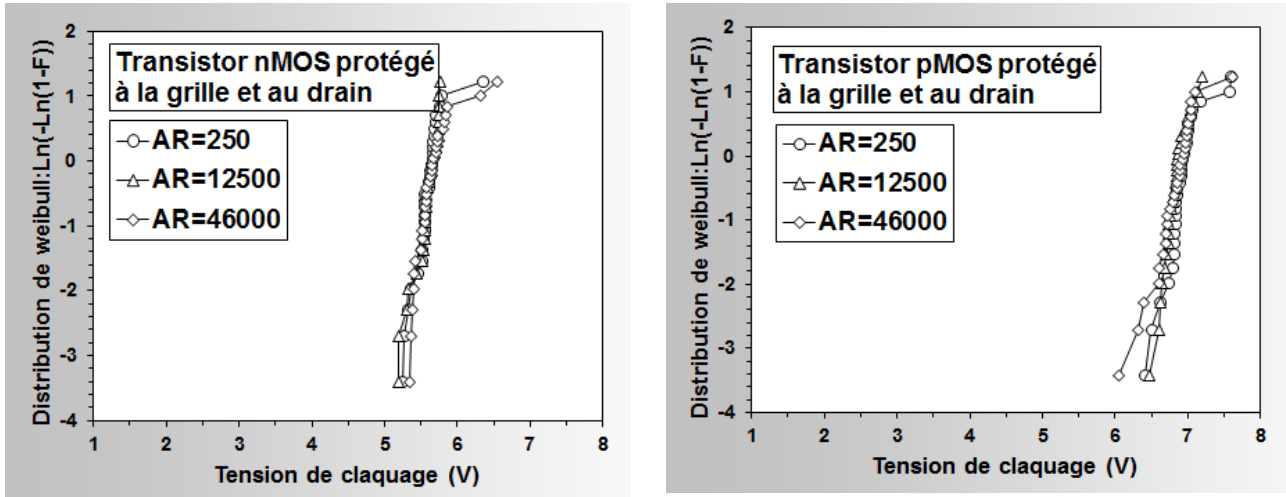 Distribution de weibull:Ln(-Ln(1-F))
2
1
0
-1
-2
-3
-4
Transistor nMOS protégé
à la grille et au drain
AR=250
AR=12500
AR=46000
1 2 3 4 5 6 7 8
Tension de claquage (V)
Distribution de weibull:Ln(-Ln(1-F))
2
1
0
-1
-2
-3
-4
Transistor pMOS protégé
à la grille et au drain
AR=250
AR=12500
AR=46000
1 2 3 4 5 6 7 8
Tension de claquage (V)